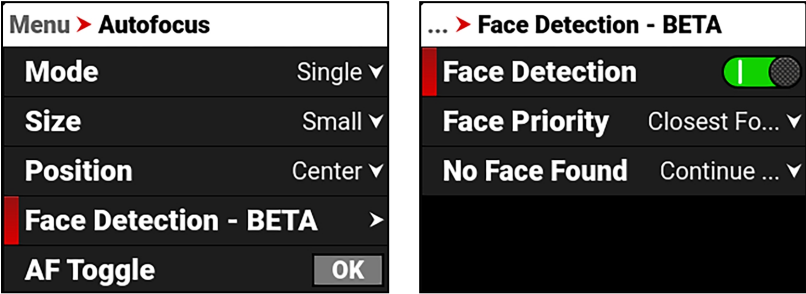 Menu > Autofocus
Mode Single
Size Small
Position Center
Face Detection - BETA >
AF Toggle OK
... > Face Detection - BETA
Face Detection
Face Priority Closest Fo...
No Face Found Continue ...